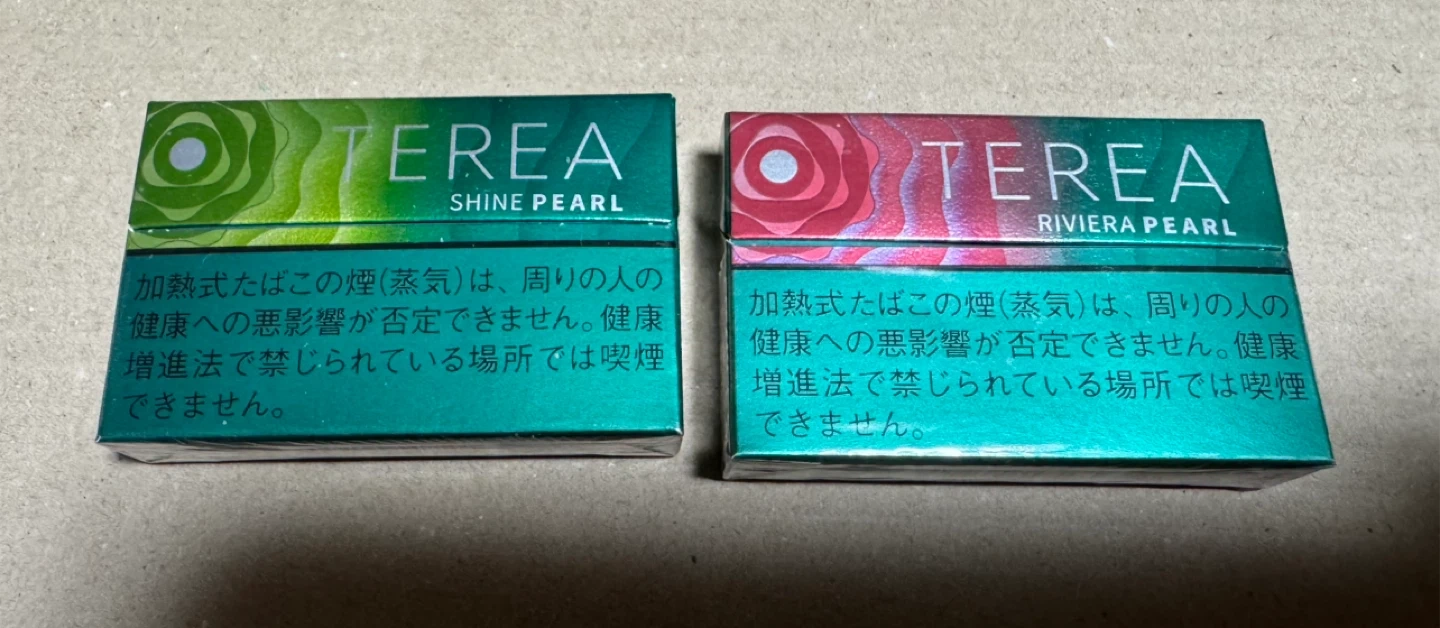 TEREA
SHINE PEARL
加熱式たばこの煙(蒸気)は、周りの人の
健康への悪影響が否定できません。健康
増進法で禁じられている場所では喫煙
できません。
TEREA
RIVIERA PEARL
加熱式たばこの煙(蒸気)は、周りの人の
健康への悪影響が否定できません。健康
増進法で禁じられている場所では喫煙
できません。